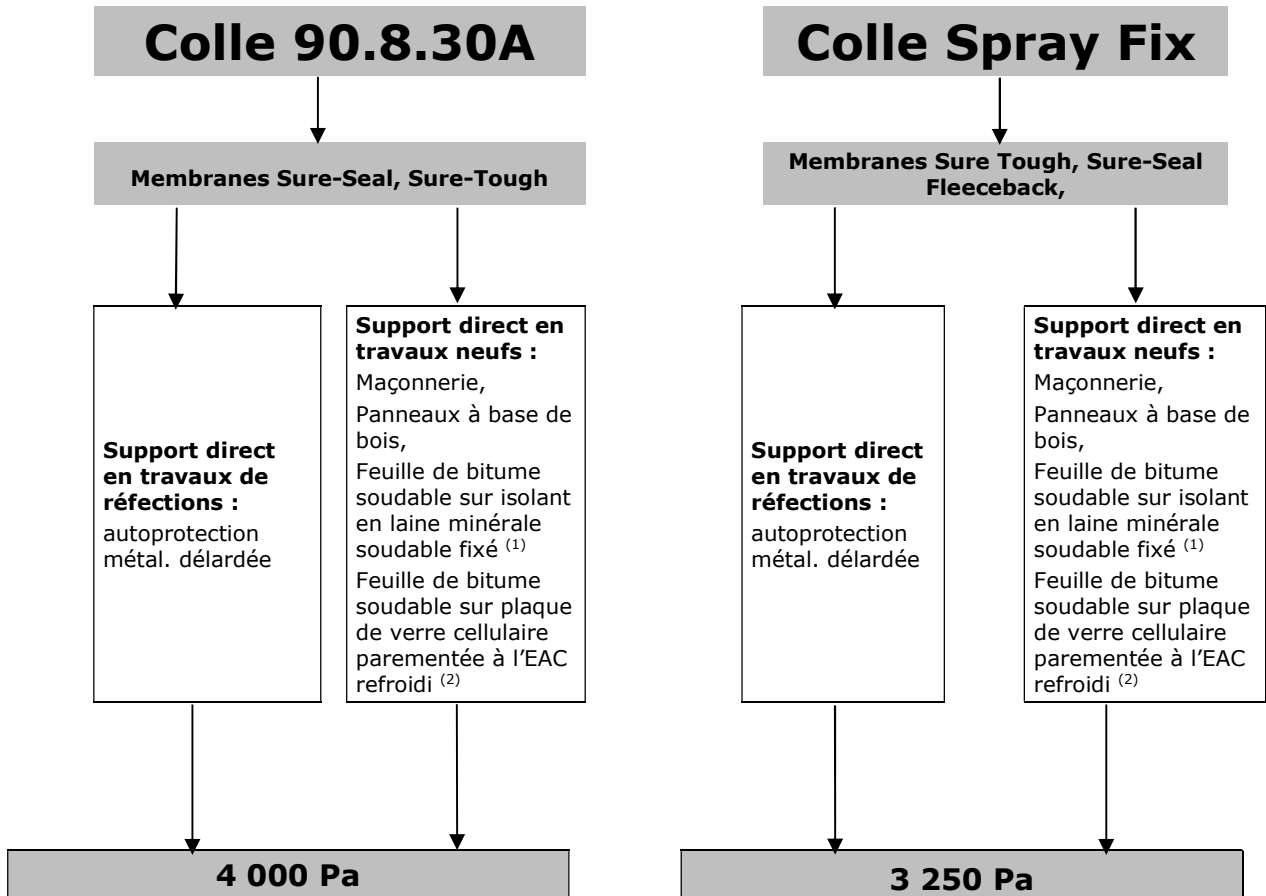 Colle 90.8.30A
Membranes Sure-Seal, Sure-Tough
Support direct
en travaux de
réfections :
autoprotection
métal. délardée
Support direct en
travaux neufs :
Maçonnerie,
Panneaux à base de
bois,
Feuille de bitume
soudable sur isolant
en laine minérale
soudable fixé (1)
Feuille de bitume
soudable sur plaque
de verre cellulaire
parementée à l'EAC
refroidi (2)
4 000 Pa
Colle Spray Fix
Membranes Sure Tough, Sure-Seal
Fleeceback,
Support direct
en travaux de
réfections :
autoprotection
métal. délardée
Support direct en
travaux neufs :
Maçonnerie,
Panneaux à base de
bois,
Feuille de bitume
soudable sur isolant
en laine minérale
soudable fixé (1)
Feuille de bitume
soudable sur plaque
de verre cellulaire
parementée à l'EAC
refroidi (2)
3 250 Pa